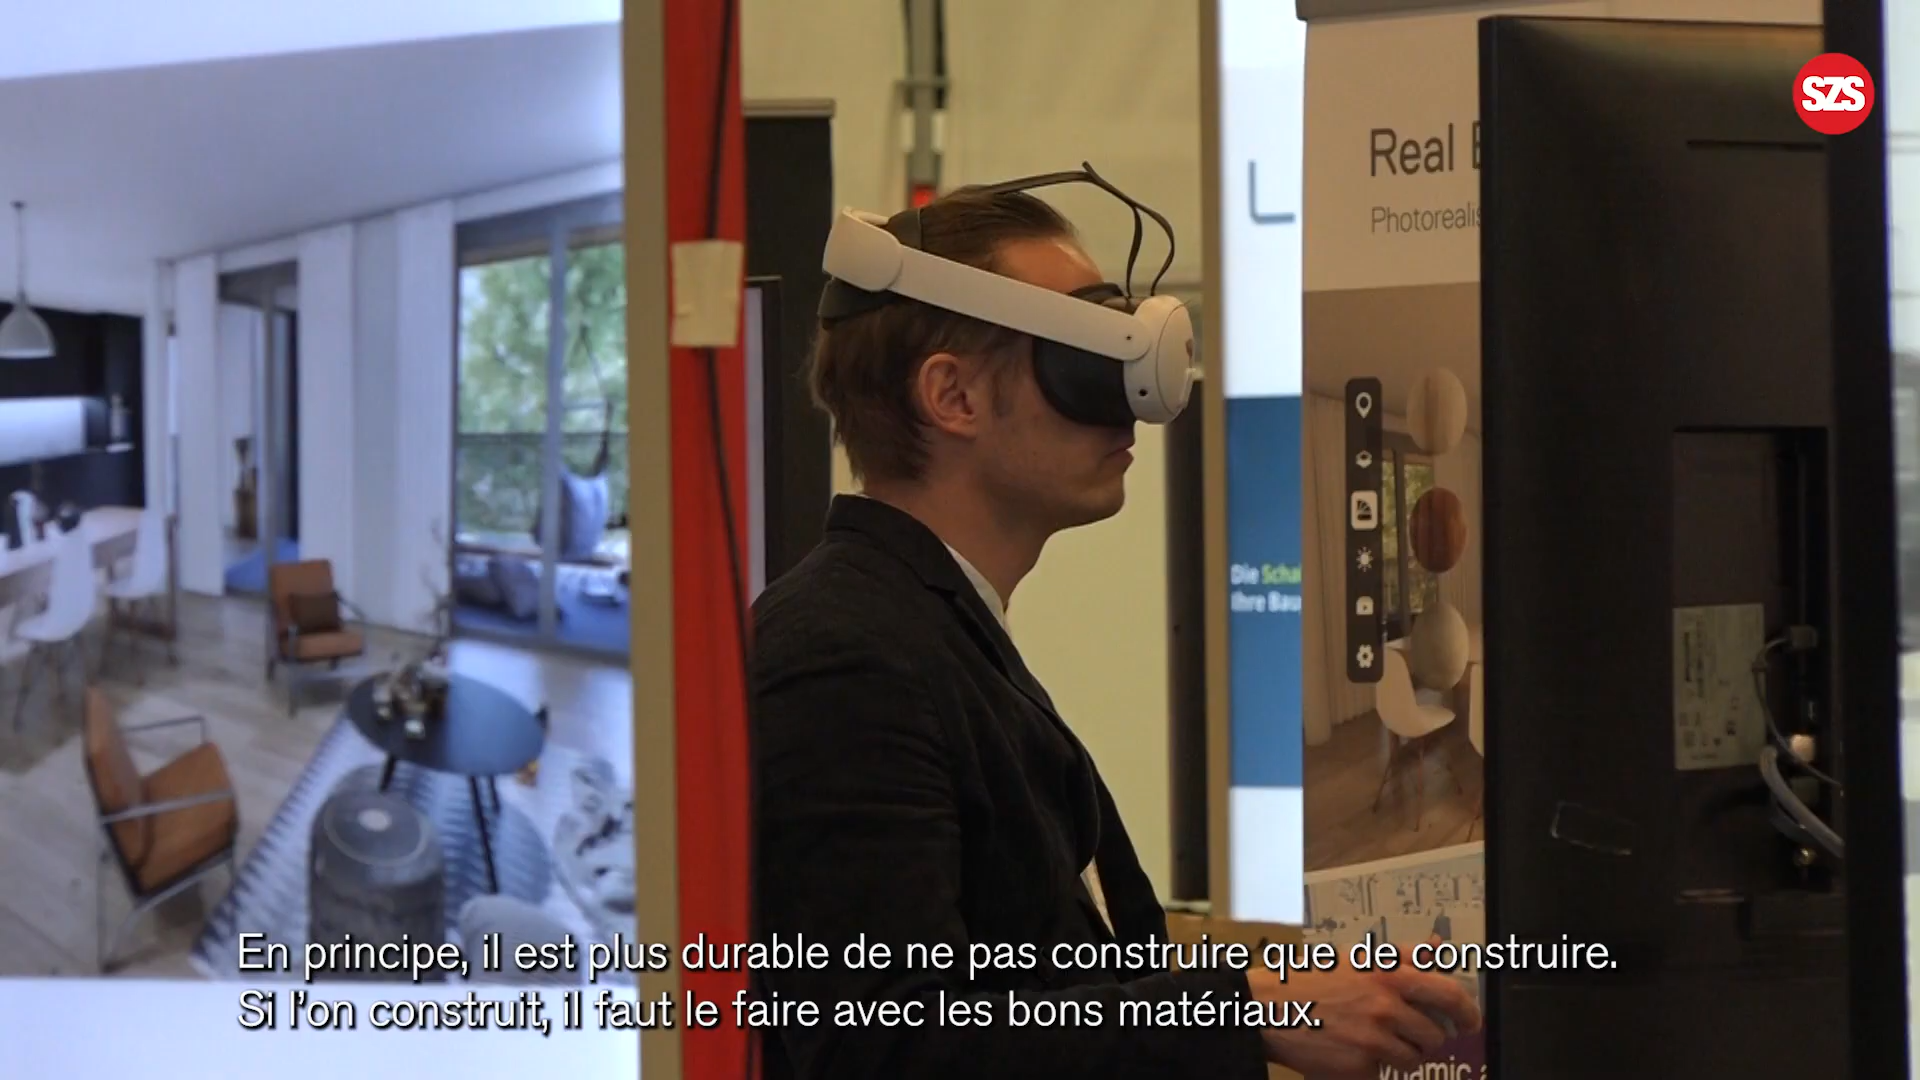 SZS
Real
Die
Ihre
En principe, il est plus durable de ne pas construire que de construire.
Si l'on construit, il faut le faire avec les bons matériaux.